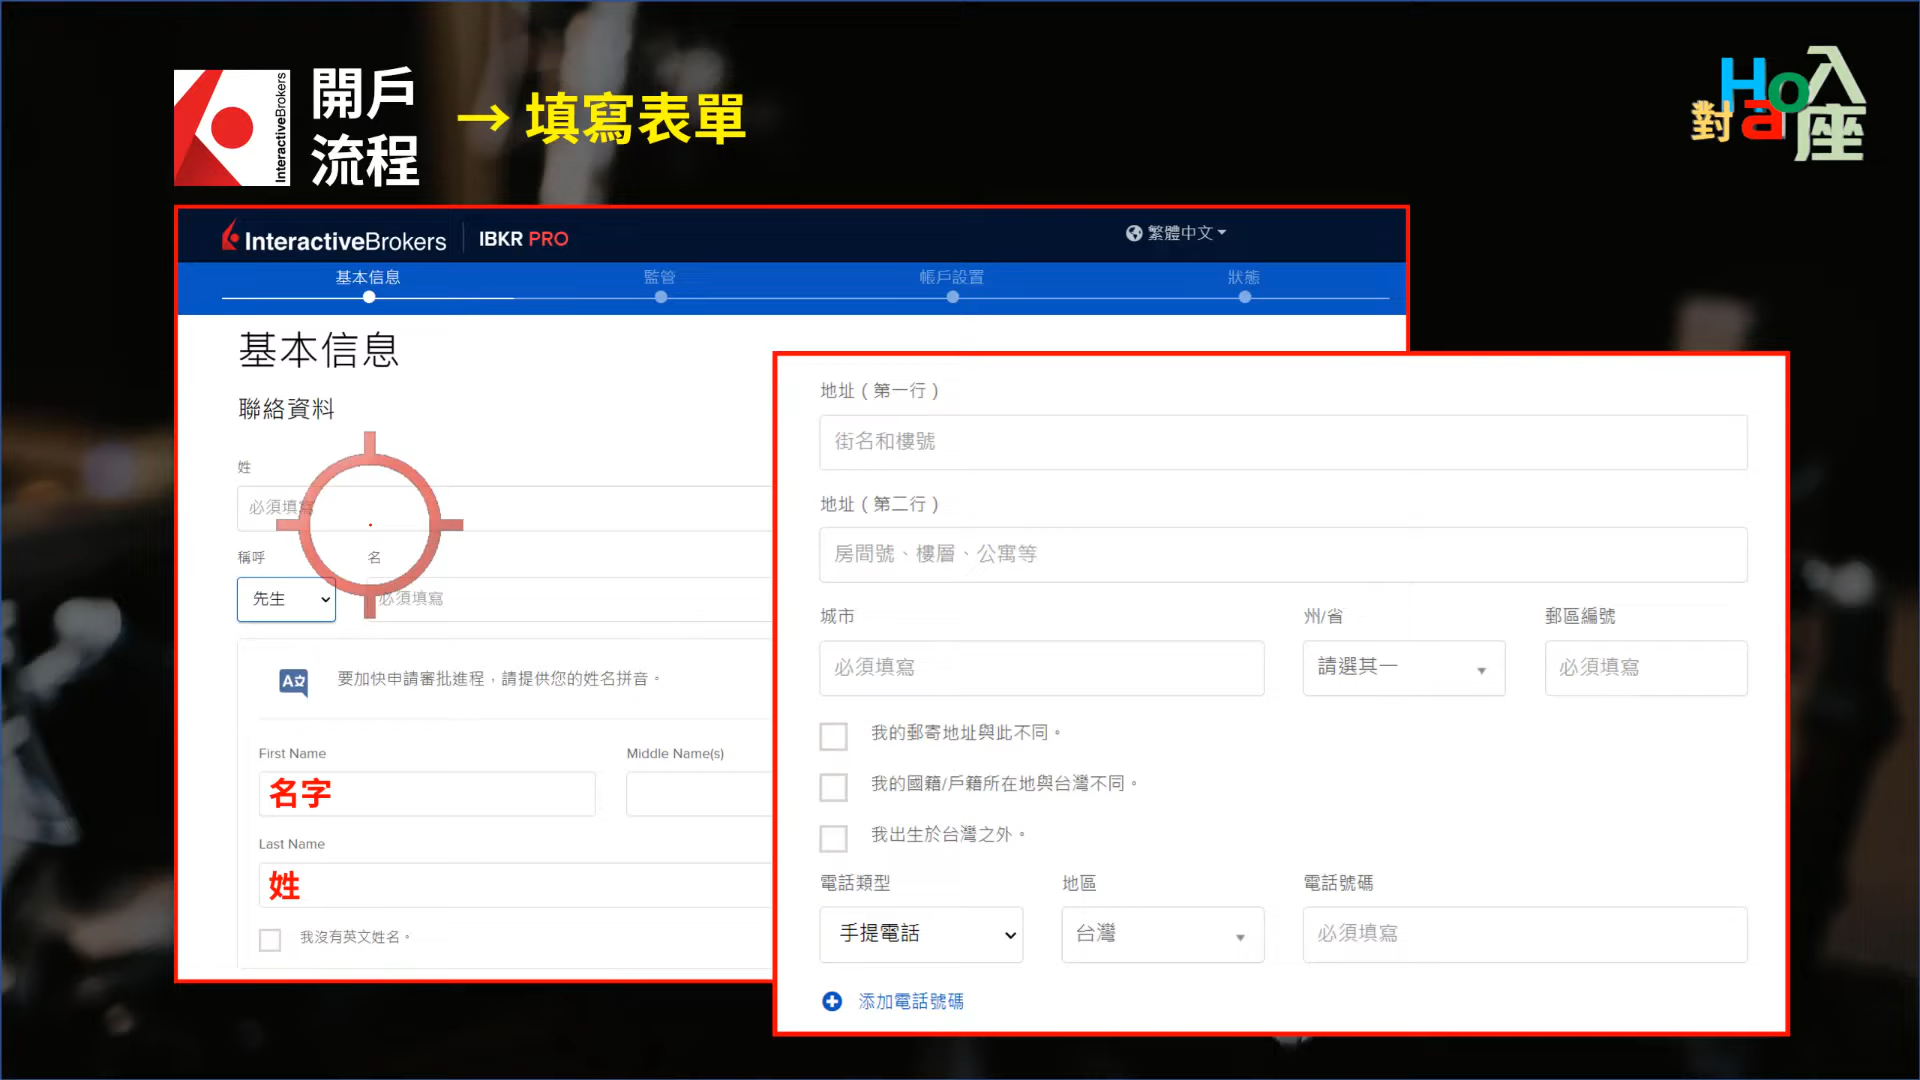 InteractiveBrokers
開戶
流程
→ 填寫表單
對 Hao 入座
InteractiveBrokers IBKR PRO
繁體中文
基本信息 監管 帳戶設置 狀態
基本信息
聯絡資料
姓
必須填寫
稱呼 名
先生 必須填寫
要加快申請審批進程，請提供您的姓名拼音。
First Name Middle Name(s)
名字
Last Name
姓
我沒有英文姓名。
地址（第一行）
街名和樓號
地址（第二行）
房間號、樓層、公寓等
城市 州/省 郵區編號
必須填寫 請選其一 必須填寫
我的郵寄地址與此不同。
我的國籍/戶籍所在地與台灣不同。
我出生於台灣之外。
電話類型 地區 電話號碼
手提電話 台灣 必須填寫
添加電話號碼